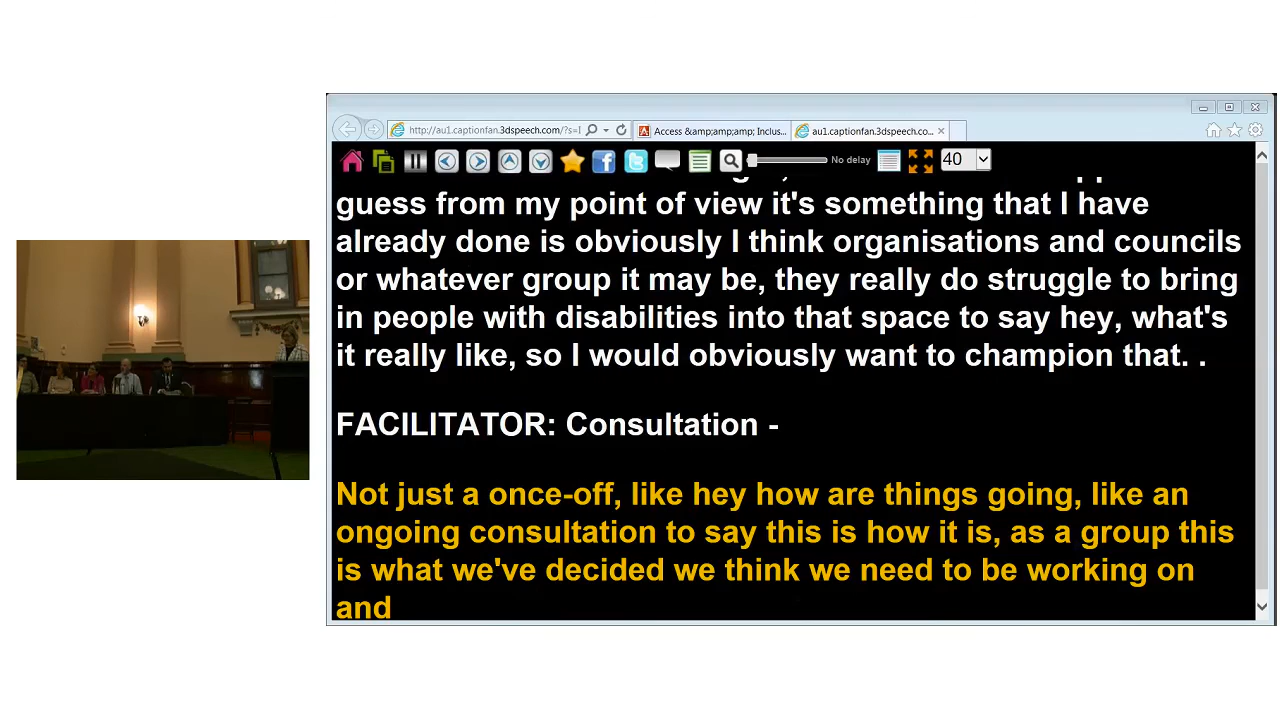 http://au1.captionfan.3dspeech.com/?s=
Access &amp;amp;amp; Inclus...
au1.captionfan.3dspeech.co...
No delay
40
guess from my point of view it's something that I have
already done is obviously I think organisations and councils
or whatever group it may be, they really do struggle to bring
in people with disabilities into that space to say hey, what's
it really like, so I would obviously want to champion that. .
FACILITATOR: Consultation -
Not just a once-off, like hey how are things going, like an
ongoing consultation to say this is how it is, as a group this
is what we've decided we think we need to be working on
and